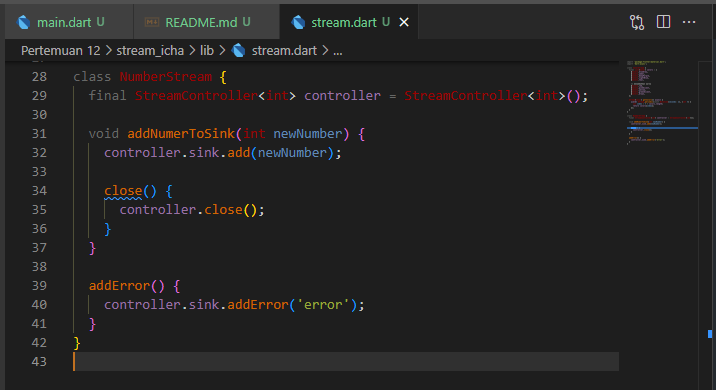 main.dart U README.md U stream.dart U
Pertemuan 12 > stream_icha > lib > stream.dart > ...
28 class NumberStream {
29 final StreamController<int> controller = StreamController<int>();
30
31 void addNumerToSink(int newNumber) {
32 controller.sink.add(newNumber);
33
34 close() {
35 controller.close();
36 }
37 }
38
39 addError() {
40 controller.sink.addError('error');
41 }
42 }
43